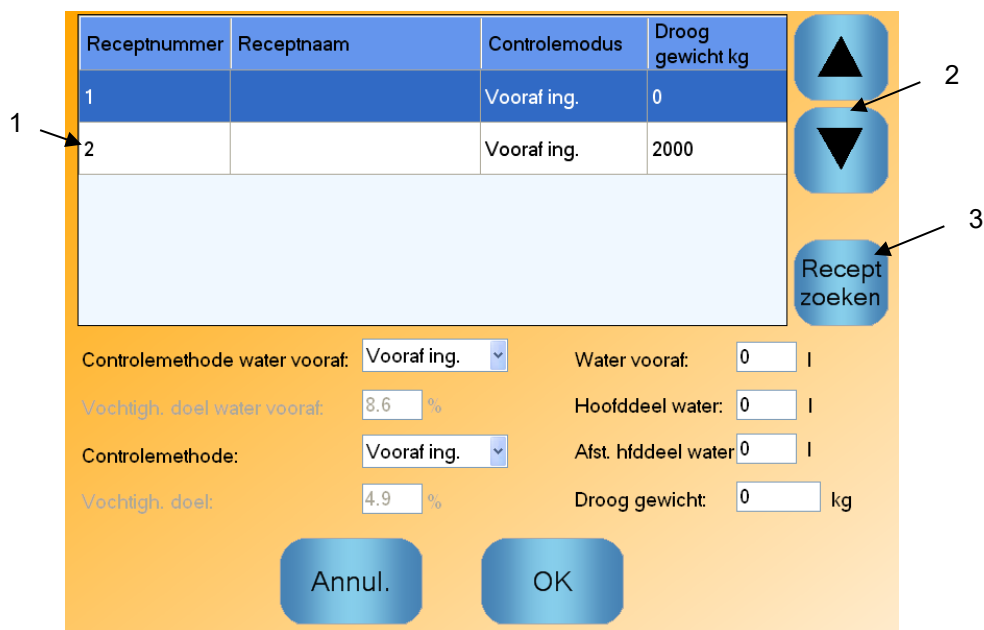 Receptnummer Receptnaam Controlemodus Droog gewicht kg
1 Vooraf ing. 0
2 Vooraf ing. 2000
1
2
3
Recept
zoeken
Controlemethode water vooraf: Vooraf ing. Water vooraf: 0 l
Vochtigh. doel water vooraf: 8.6 % Hoofddeel water: 0 l
Controlemethode: Vooraf ing. Afst. hfddeel water 0 l
Vochtigh. doel: 4.9 % Droog gewicht: 0 kg
Annul. OK